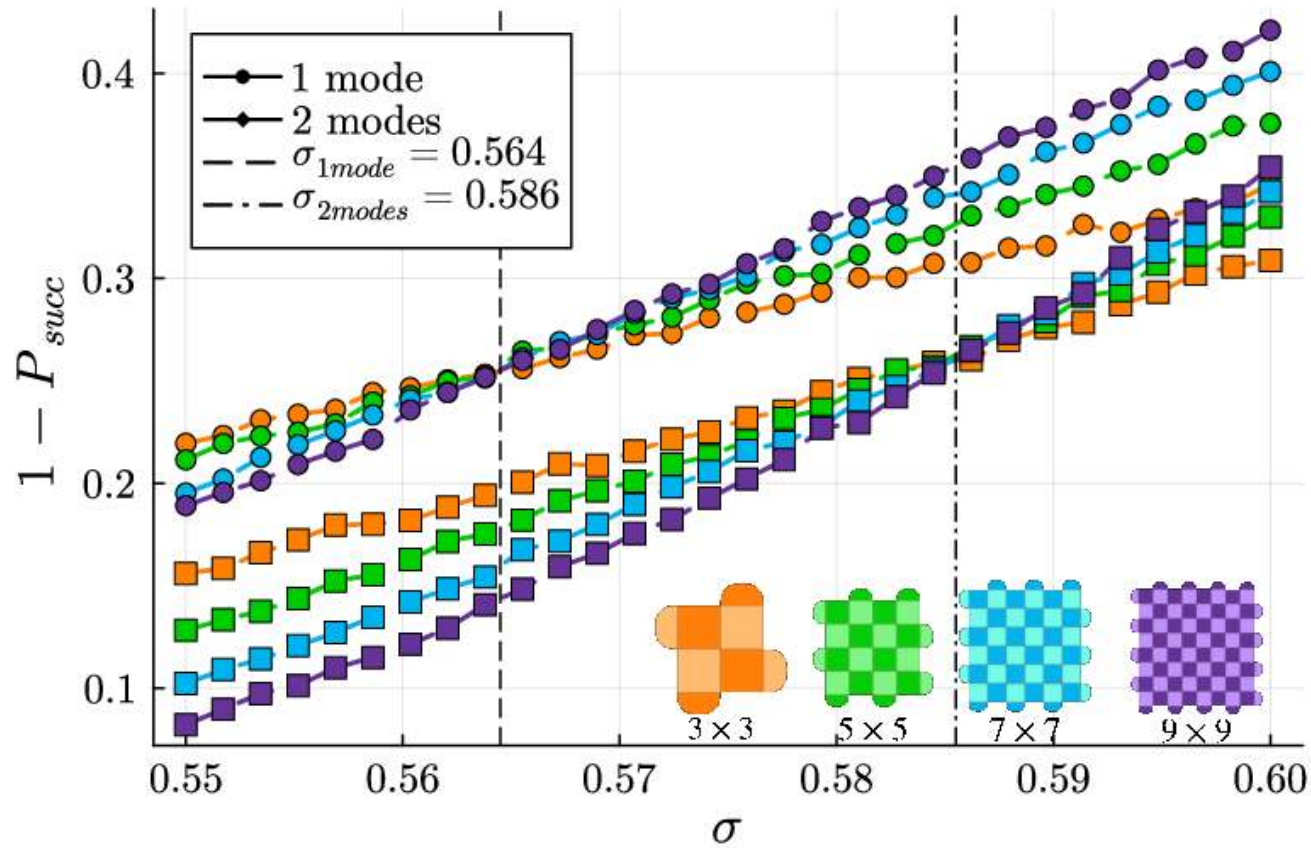 1 mode
2 modes
σ1mode = 0.564
σ2modes = 0.586
0.4
0.3
0.2
0.1
1 − Psucc
3 × 3 5 × 5 7 × 7 9 × 9
0.55 0.56 0.57 0.58 0.59 0.60
σ